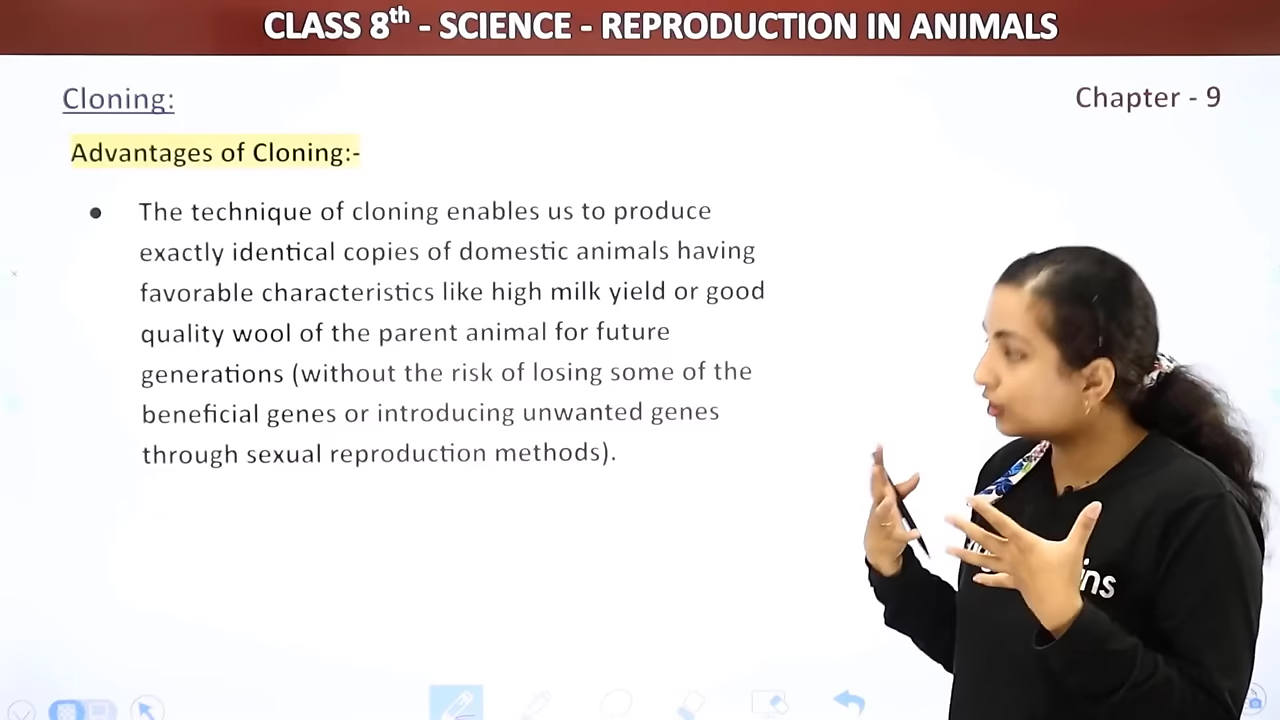 CLASS 8th - SCIENCE - REPRODUCTION IN ANIMALS
Cloning:
Chapter - 9
Advantages of Cloning:-
● The technique of cloning enables us to produce
exactly identical copies of domestic animals having
favorable characteristics like high milk yield or good
quality wool of the parent animal for future
generations (without the risk of losing some of the
beneficial genes or introducing unwanted genes
through sexual reproduction methods).